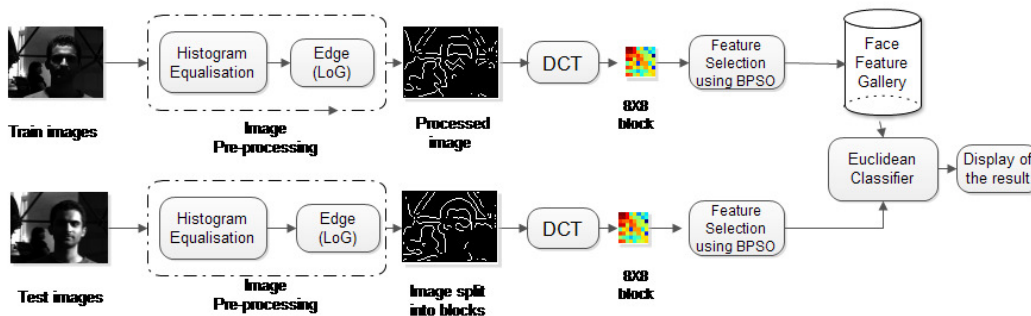 Histogram
Equalisation
Edge
(LoG)
DCT
Feature
Selection
using BPSO
Face
Feature
Gallery
Train images
Image
Pre-processing
Processed
image
8X8
block
Euclidean
Classifier
Display of
the result
Histogram
Equalisation
Edge
(LoG)
DCT
Feature
Selection
using BPSO
Test images
Image
Pre-processing
Image split
into blocks
8X8
block